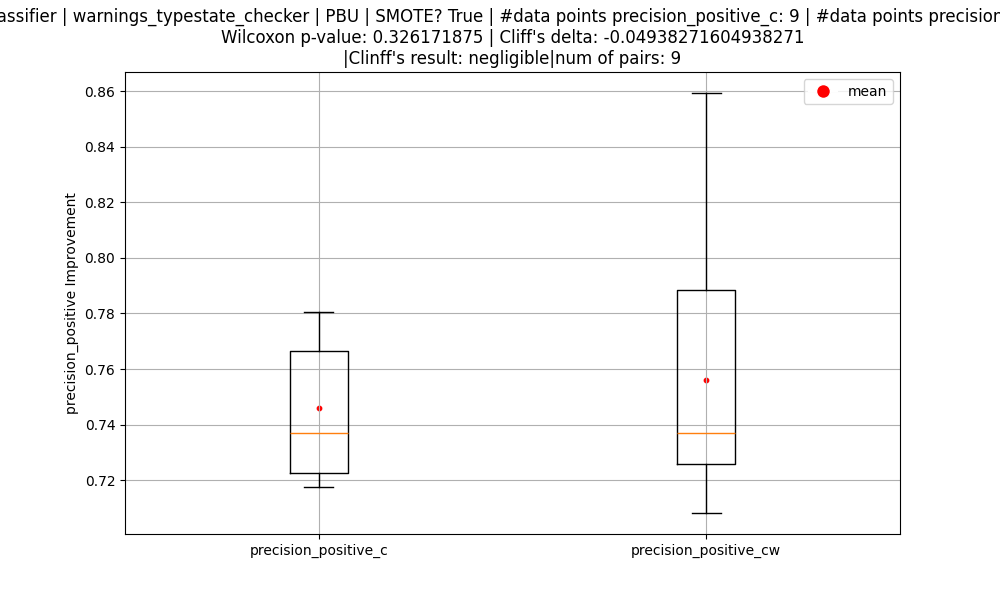 assifier | warnings_typestate_checker | PBU | SMOTE? True | #data points precision_positive_c: 9 | #data points precision
Wilcoxon p-value: 0.326171875 | Cliff's delta: -0.04938271604938271
|Clinff's result: negligible|num of pairs: 9
mean
0.86
0.84
0.82
0.80
0.78
0.76
0.74
0.72
precision_positive Improvement
precision_positive_c
precision_positive_cw